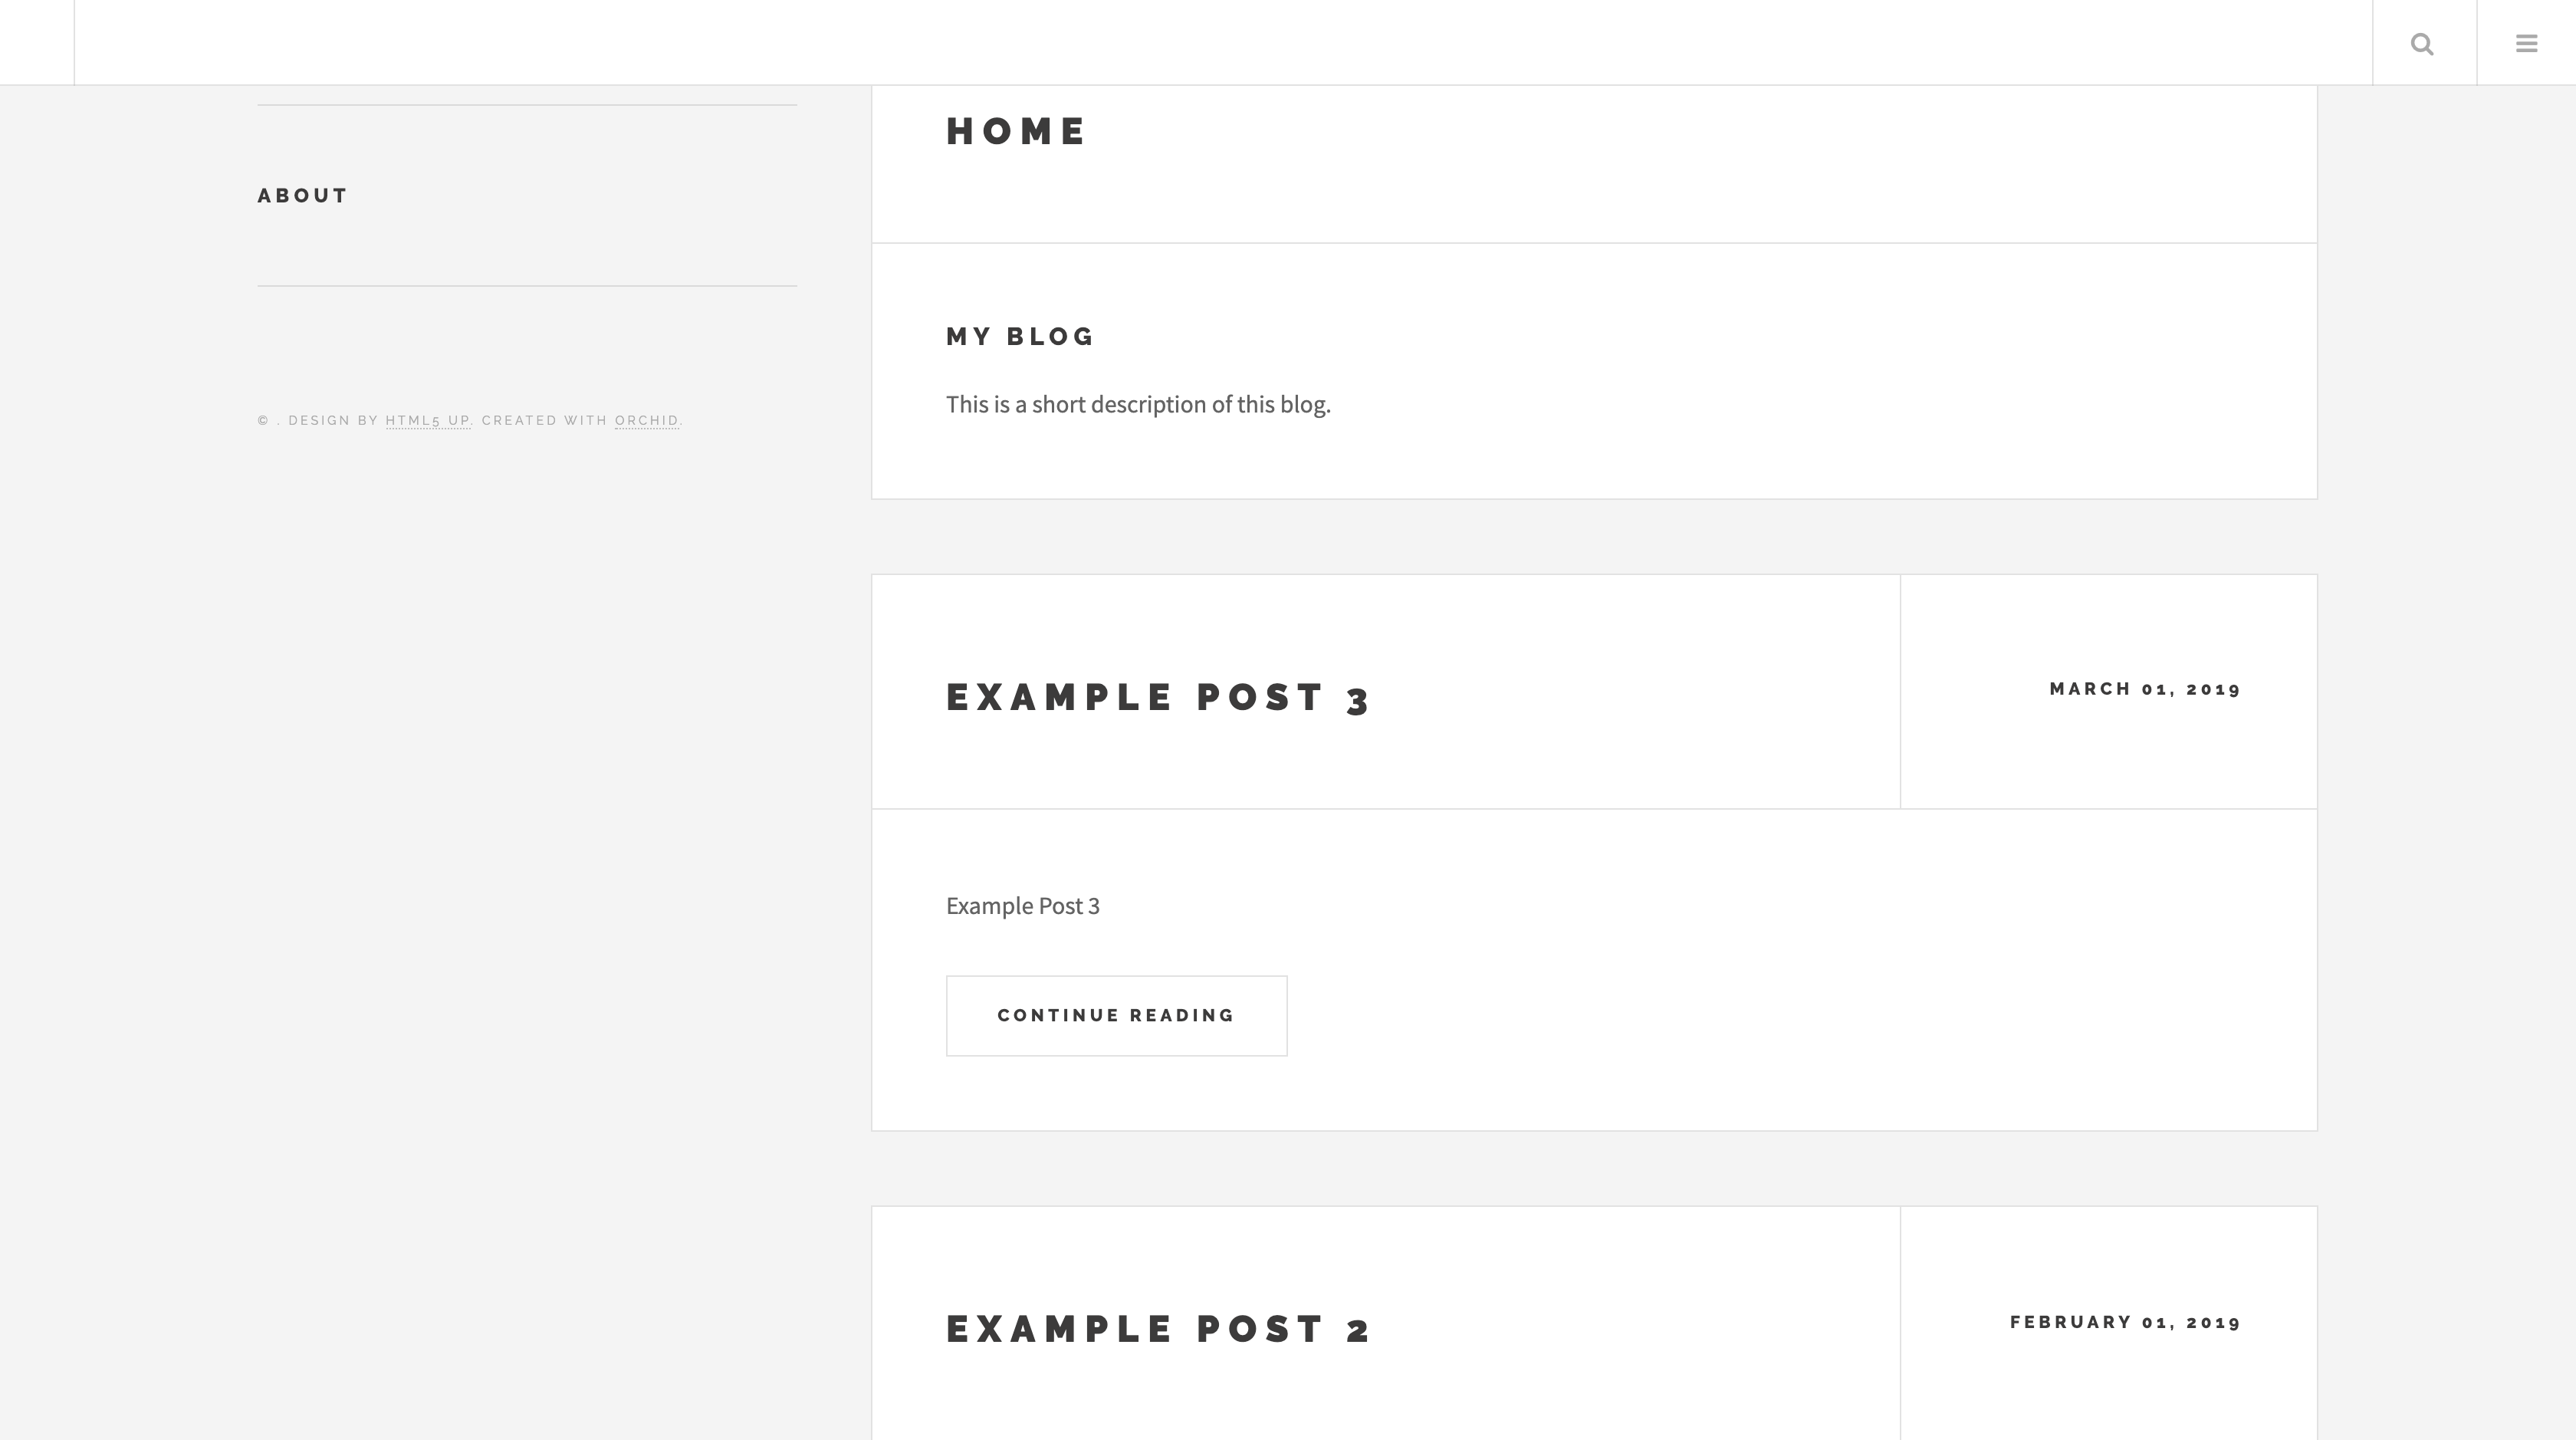 ABOUT
© . DESIGN BY HTML5 UP. CREATED WITH ORCHID.
HOME
MY BLOG
This is a short description of this blog.
EXAMPLE POST 3
MARCH 01, 2019
Example Post 3
CONTINUE READING
EXAMPLE POST 2
FEBRUARY 01, 2019